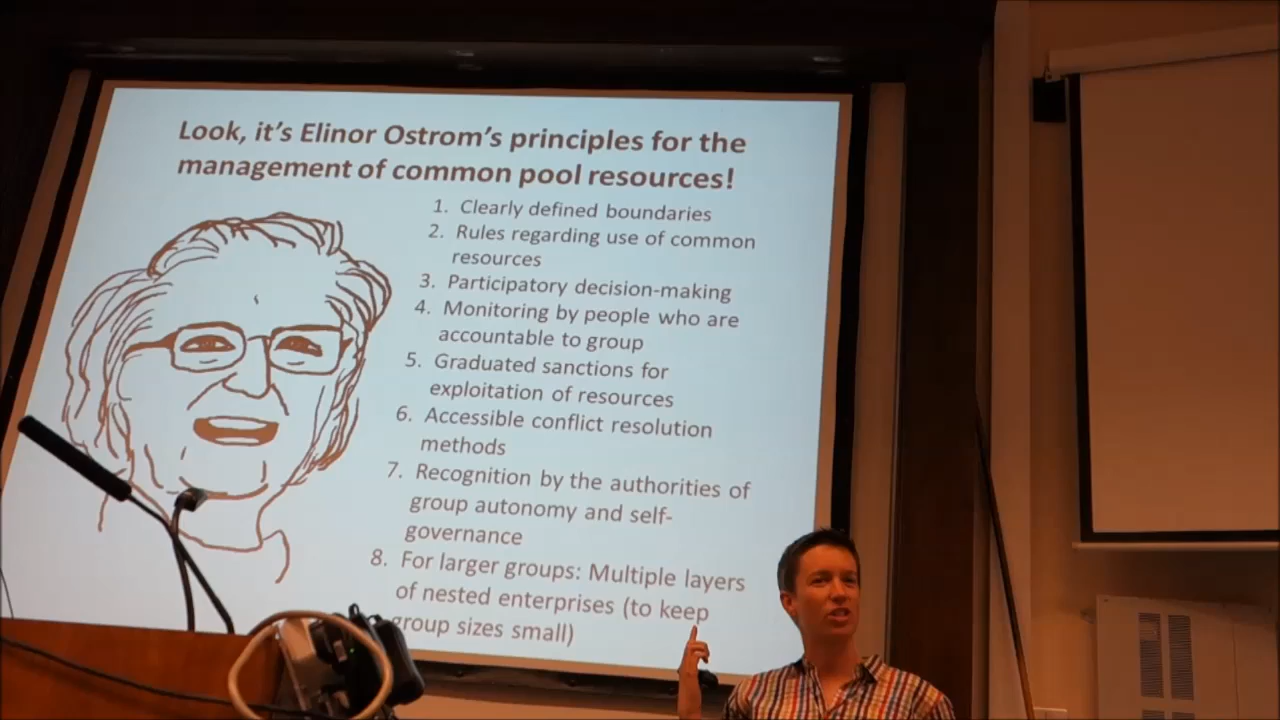 Look, it's Elinor Ostrom's principles for the
management of common pool resources!
1. Clearly defined boundaries
2. Rules regarding use of common
resources
3. Participatory decision-making
4. Monitoring by people who are
accountable to group
5. Graduated sanctions for
exploitation of resources
6. Accessible conflict resolution
methods
7. Recognition by the authorities of
group autonomy and self-
governance
8. For larger groups: Multiple layers
of nested enterprises (to keep
group sizes small)